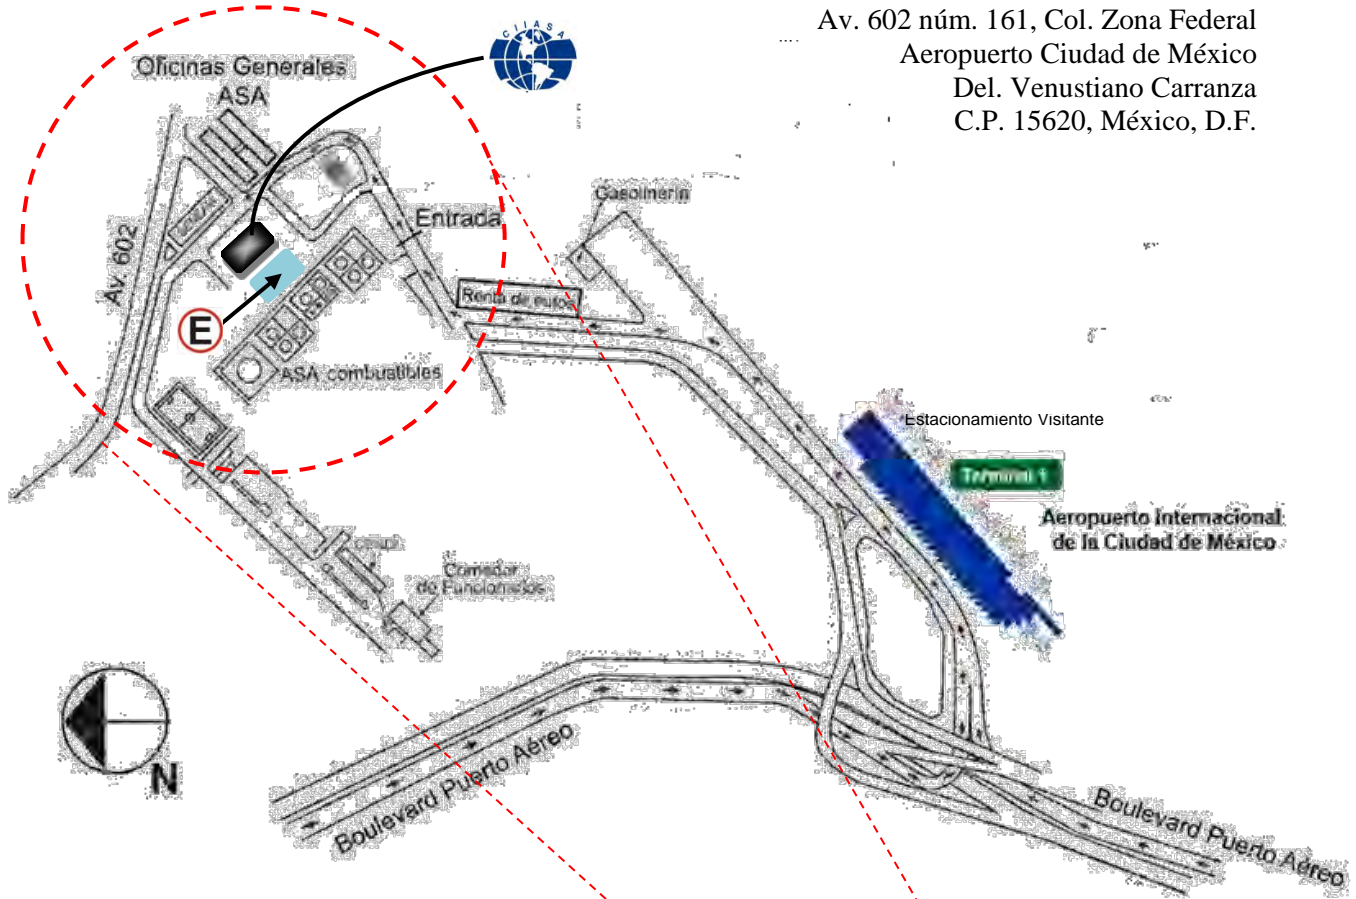 Av. 602 núm. 161, Col. Zona Federal
Aeropuerto Ciudad de México
Del. Venustiano Carranza
C.P. 15620, México, D.F.
CIIASA
Oficinas Generales
ASA
Gasolinería
Entrada
Av. 602
Renta de autos
E
ASA combustibles
Estacionamiento Visitante
Terminal 1
Aeropuerto Internacional
de la Ciudad de México
Comedor
de Funcionarios
N
Boulevard Puerto Aéreo
Boulevard Puerto Aéreo